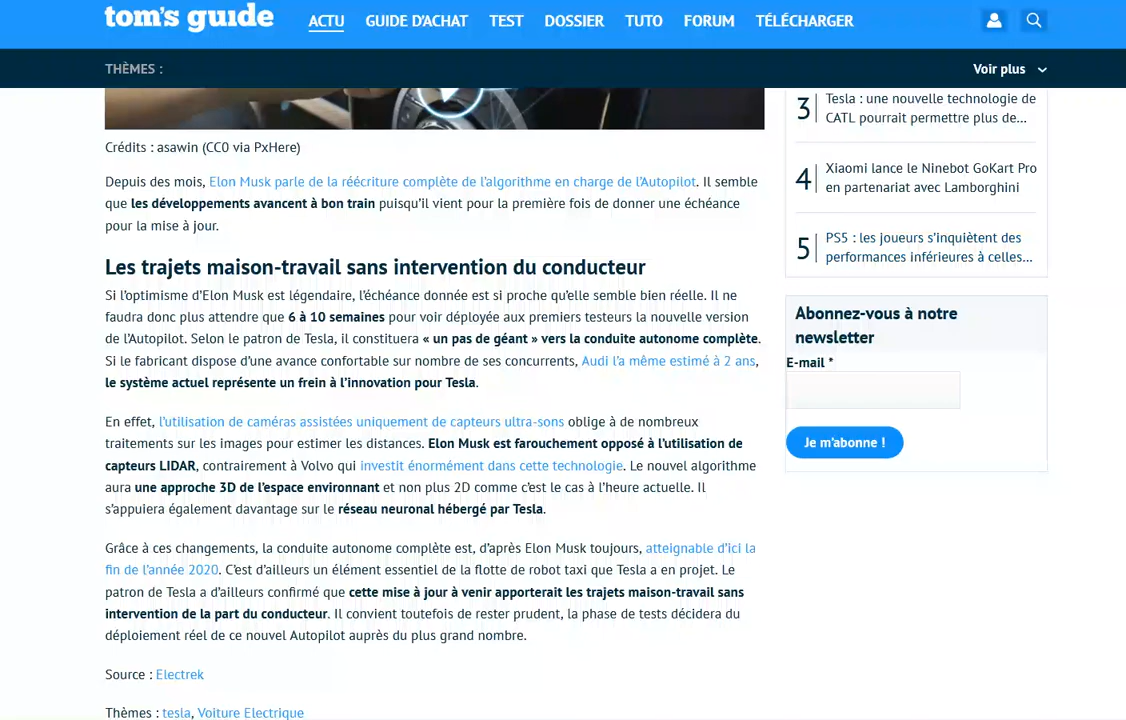 tom's guide
ACTU GUIDE D'ACHAT TEST DOSSIER TUTO FORUM TÉLÉCHARGER
THÈMES :
Voir plus
Crédits : asawin (CC0 via PxHere)
Depuis des mois, Elon Musk parle de la réécriture complète de l'algorithme en charge de l'Autopilot. Il semble
que les développements avancent à bon train puisqu'il vient pour la première fois de donner une échéance
pour la mise à jour.
Les trajets maison-travail sans intervention du conducteur
Si l'optimisme d'Elon Musk est légendaire, l'échéance donnée est si proche qu'elle semble bien réelle. Il ne
faudra donc plus attendre que 6 à 10 semaines pour voir déployée aux premiers testeurs la nouvelle version
de l'Autopilot. Selon le patron de Tesla, il constituera « un pas de géant » vers la conduite autonome complète.
Si le fabricant dispose d'une avance confortable sur nombre de ses concurrents, Audi l'a même estimé à 2 ans,
le système actuel représente un frein à l'innovation pour Tesla.
En effet, l'utilisation de caméras assistées uniquement de capteurs ultra-sons oblige à de nombreux
traitements sur les images pour estimer les distances. Elon Musk est farouchement opposé à l'utilisation de
capteurs LIDAR, contrairement à Volvo qui investit énormément dans cette technologie. Le nouvel algorithme
aura une approche 3D de l'espace environnant et non plus 2D comme c'est le cas à l'heure actuelle. Il
s'appuiera également davantage sur le réseau neuronal hébergé par Tesla.
Grâce à ces changements, la conduite autonome complète est, d'après Elon Musk toujours, atteignable d'ici la
fin de l'année 2020. C'est d'ailleurs un élément essentiel de la flotte de robot taxi que Tesla a en projet. Le
patron de Tesla a d'ailleurs confirmé que cette mise à jour à venir apporterait les trajets maison-travail sans
intervention de la part du conducteur. Il convient toutefois de rester prudent, la phase de tests décidera du
déploiement réel de ce nouvel Autopilot auprès du plus grand nombre.
Source : Electrek
Thèmes : tesla, Voiture Electrique
3 Tesla : une nouvelle technologie de
CATL pourrait permettre plus de...
4 Xiaomi lance le Ninebot GoKart Pro
en partenariat avec Lamborghini
5 PS5 : les joueurs s'inquiètent des
performances inférieures à celles...
Abonnez-vous à notre
newsletter
E-mail *
Je m'abonne !